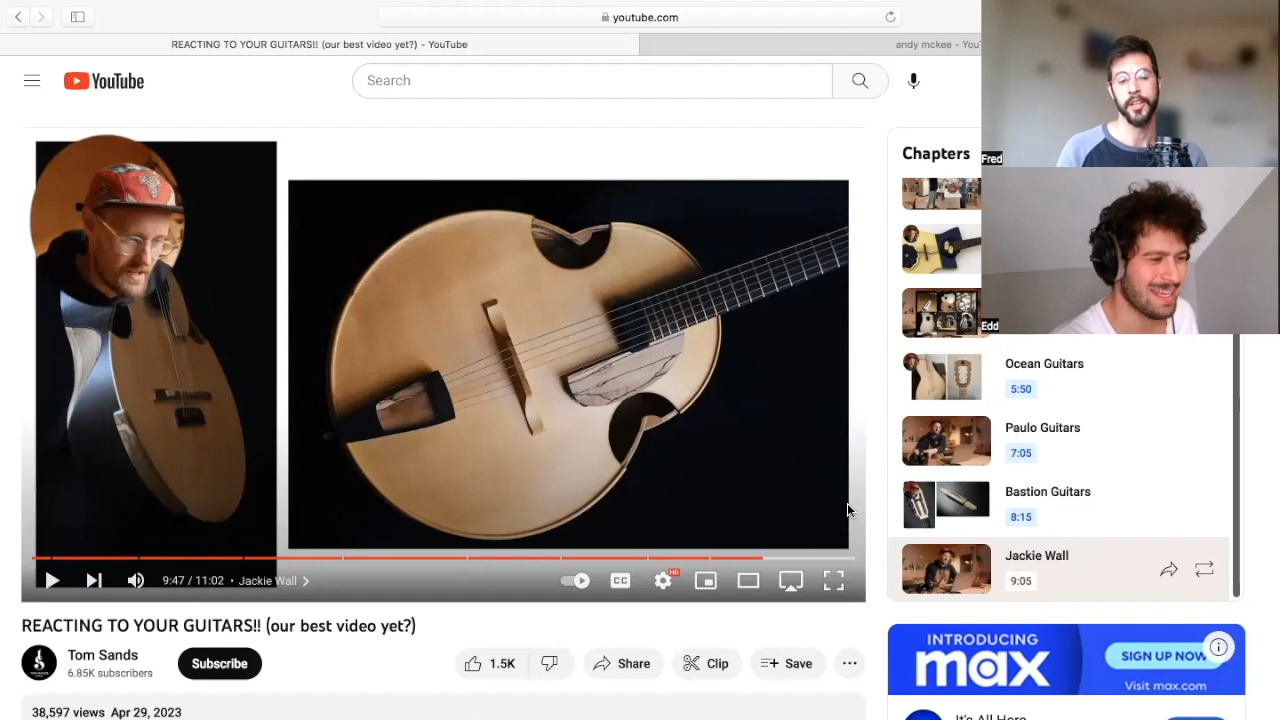 youtube.com
REACTING TO YOUR GUITARS!! (our best video yet?) - YouTube
andy mckee - You
YouTube
Search
Chapters
Fred
Edd
Ocean Guitars
5:50
Paulo Guitars
7:05
Bastion Guitars
8:15
Jackie Wall
9:05
9:47 / 11:02 • Jackie Wall
CC
HD
REACTING TO YOUR GUITARS!! (our best video yet?)
Tom Sands
6.85K subscribers
Subscribe
1.5K
Share
Clip
Save
38,597 views Apr 29, 2023
INTRODUCING
max
SIGN UP NOW
Visit max.com
It's All Here